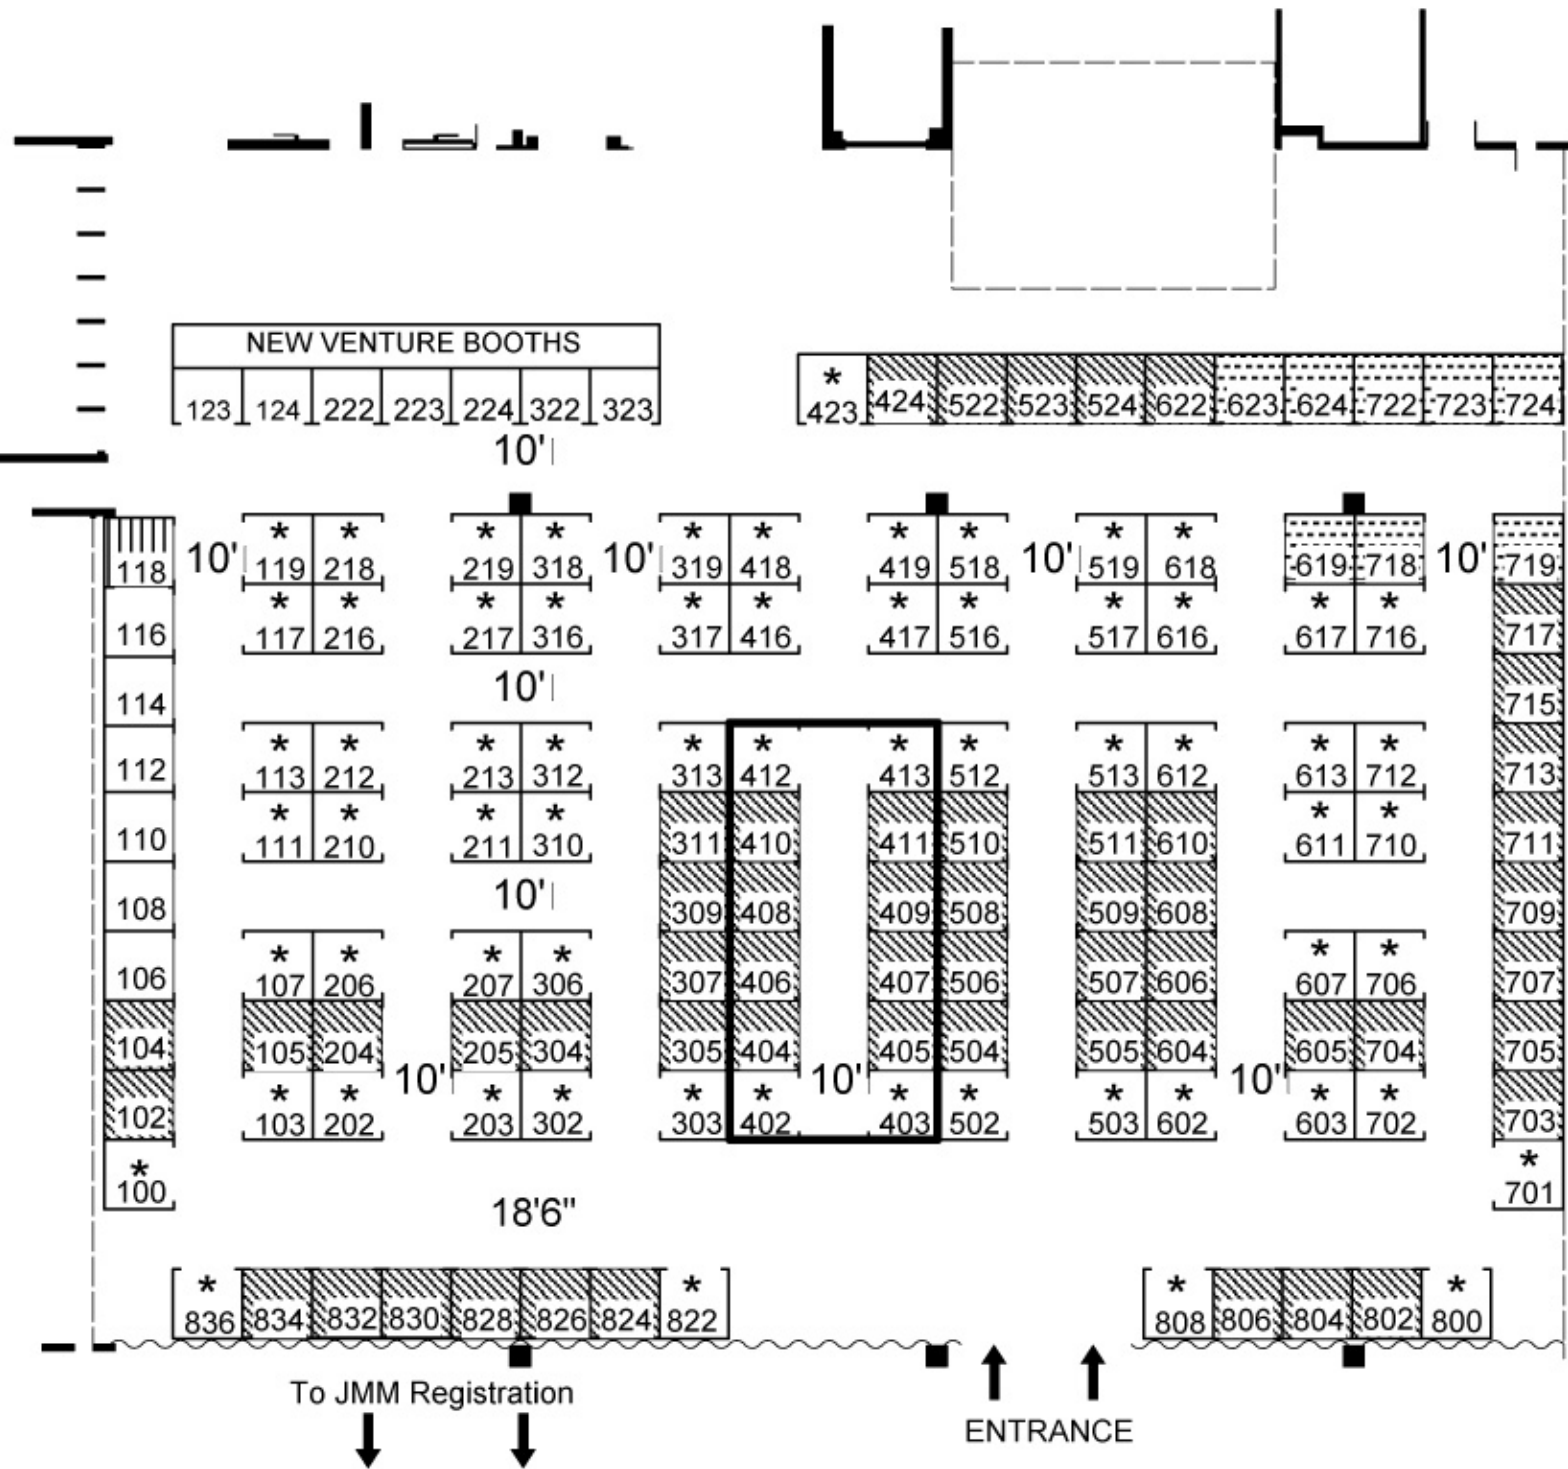 NEW VENTURE BOOTHS
123 124 222 223 224 322 323
* 423 424 522 523 524 622 623 624 722 723 724
10'
* * * * * * * * * *
118 10' 119 218 219 318 10' 319 418 419 518 10' 519 618 619 718 10' 719
* * * * * * * * * * * *
116 117 216 217 316 317 416 417 516 517 616 617 716 717
10'
114 715
* * * * * * * * * * * *
112 113 212 213 312 313 412 413 512 513 612 613 712 713
* * * * * *
110 111 210 211 310 311 410 411 510 511 610 611 710 711
10'
108 309 408 409 508 509 608 709
* * * * * *
106 107 206 207 306 307 406 407 506 507 606 607 706 707
104 105 204 205 304 305 404 405 504 505 604 605 704 705
10' 10' 10'
* * * * * * * * * * * *
102 103 202 203 302 303 402 403 502 503 602 603 702 703
* *
100 701
18'6"
* * * *
836 834 832 830 828 826 824 822 808 806 804 802 800
To JMM Registration
ENTRANCE